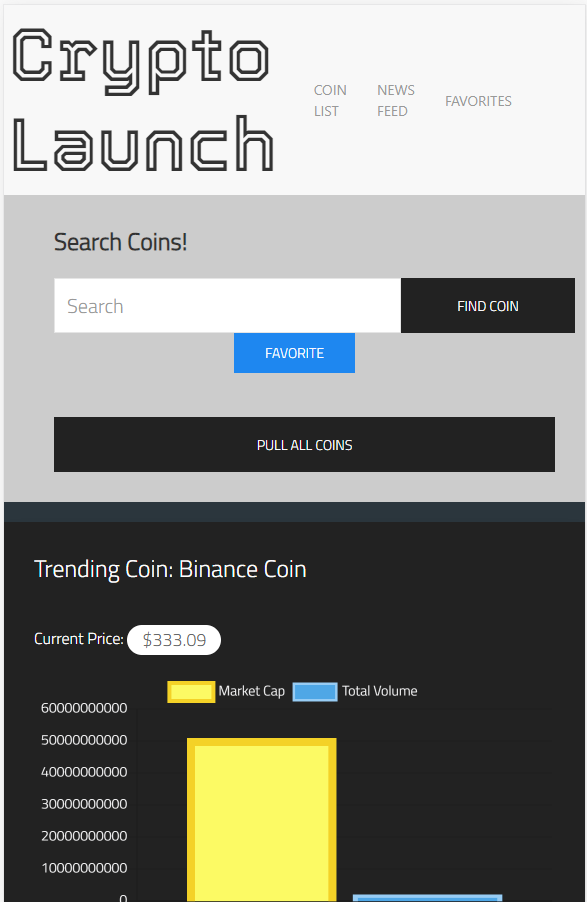 Crypto
Launch
COIN
LIST
NEWS
FEED
FAVORITES
Search Coins!
Search
FIND COIN
FAVORITE
PULL ALL COINS
Trending Coin: Binance Coin
Current Price: $333.09
Market Cap Total Volume
60000000000
50000000000
40000000000
30000000000
20000000000
10000000000
0